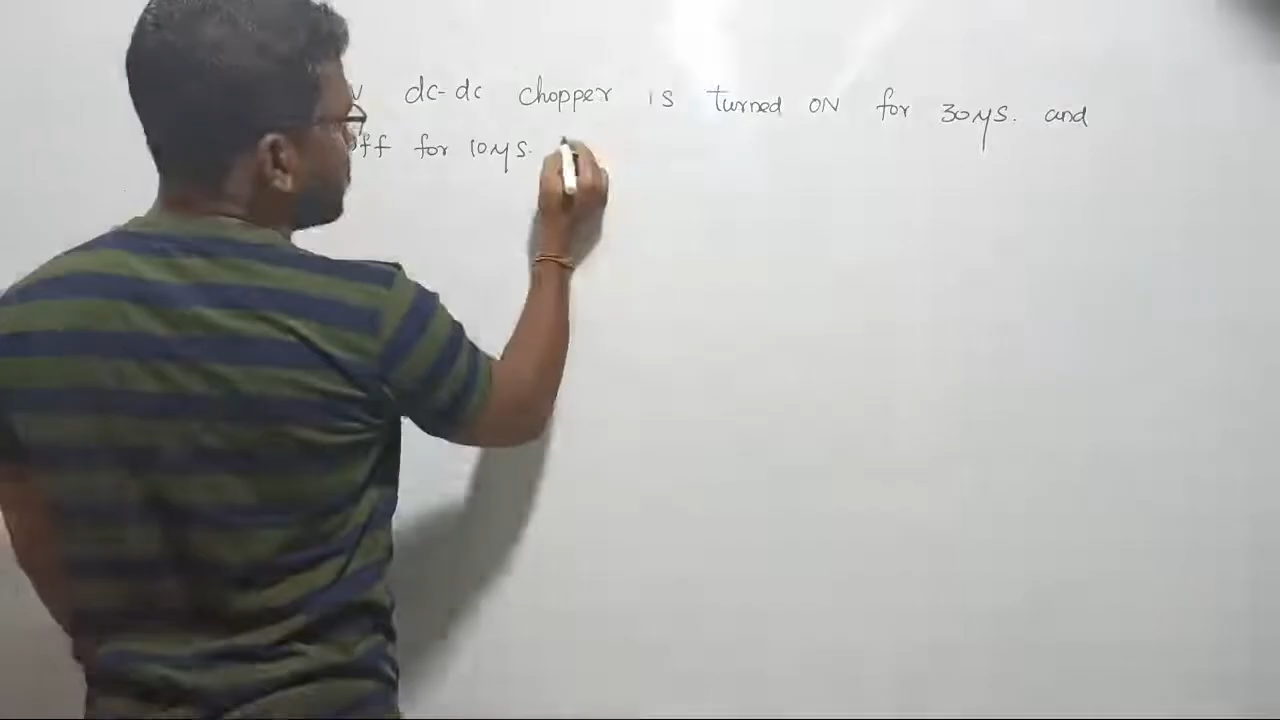 dc-dc chopper is turned ON for 30μs. and
off for 10μs.